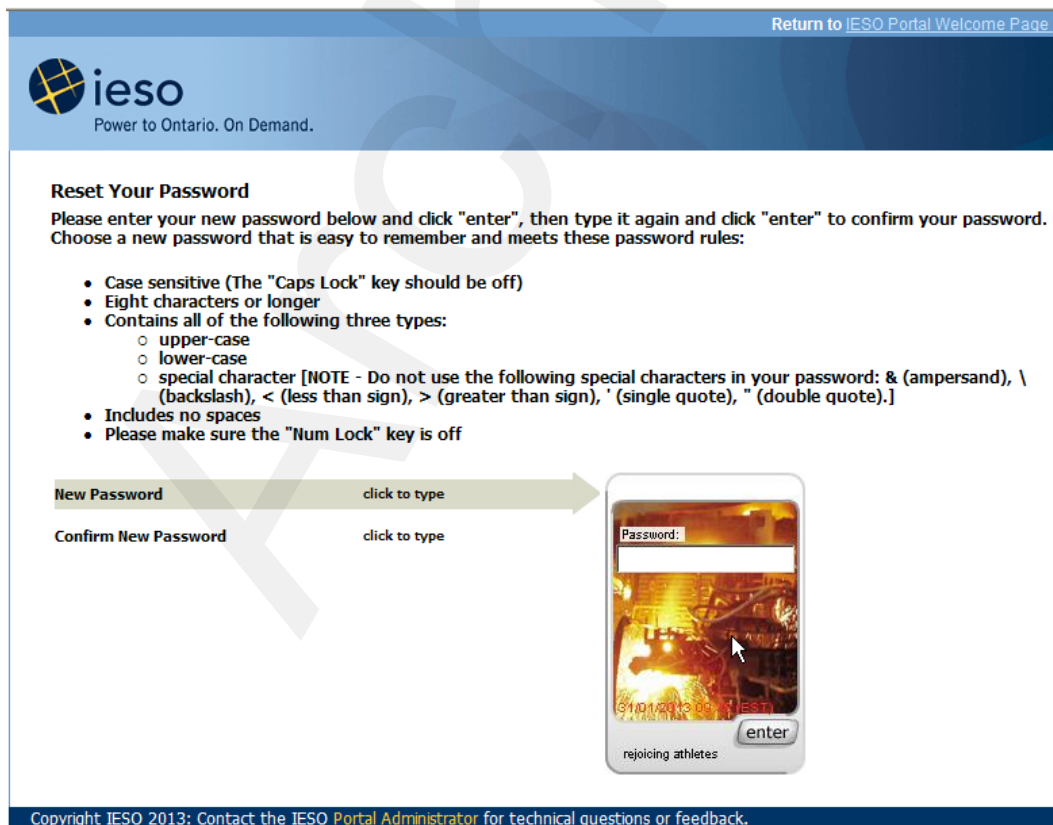 Return to IESO Portal Welcome Page
ieso
Power to Ontario. On Demand.
Reset Your Password
Please enter your new password below and click "enter", then type it again and click "enter" to confirm your password.
Choose a new password that is easy to remember and meets these password rules:
• Case sensitive (The "Caps Lock" key should be off)
• Eight characters or longer
• Contains all of the following three types:
o upper-case
o lower-case
o special character [NOTE - Do not use the following special characters in your password: & (ampersand), \
(backslash), < (less than sign), > (greater than sign), ' (single quote), " (double quote).]
• Includes no spaces
• Please make sure the "Num Lock" key is off
New Password click to type
Confirm New Password click to type
Password:
31/01/2013 (EST)
enter
rejoicing athletes
Copyright IESO 2013: Contact the IESO Portal Administrator for technical questions or feedback.